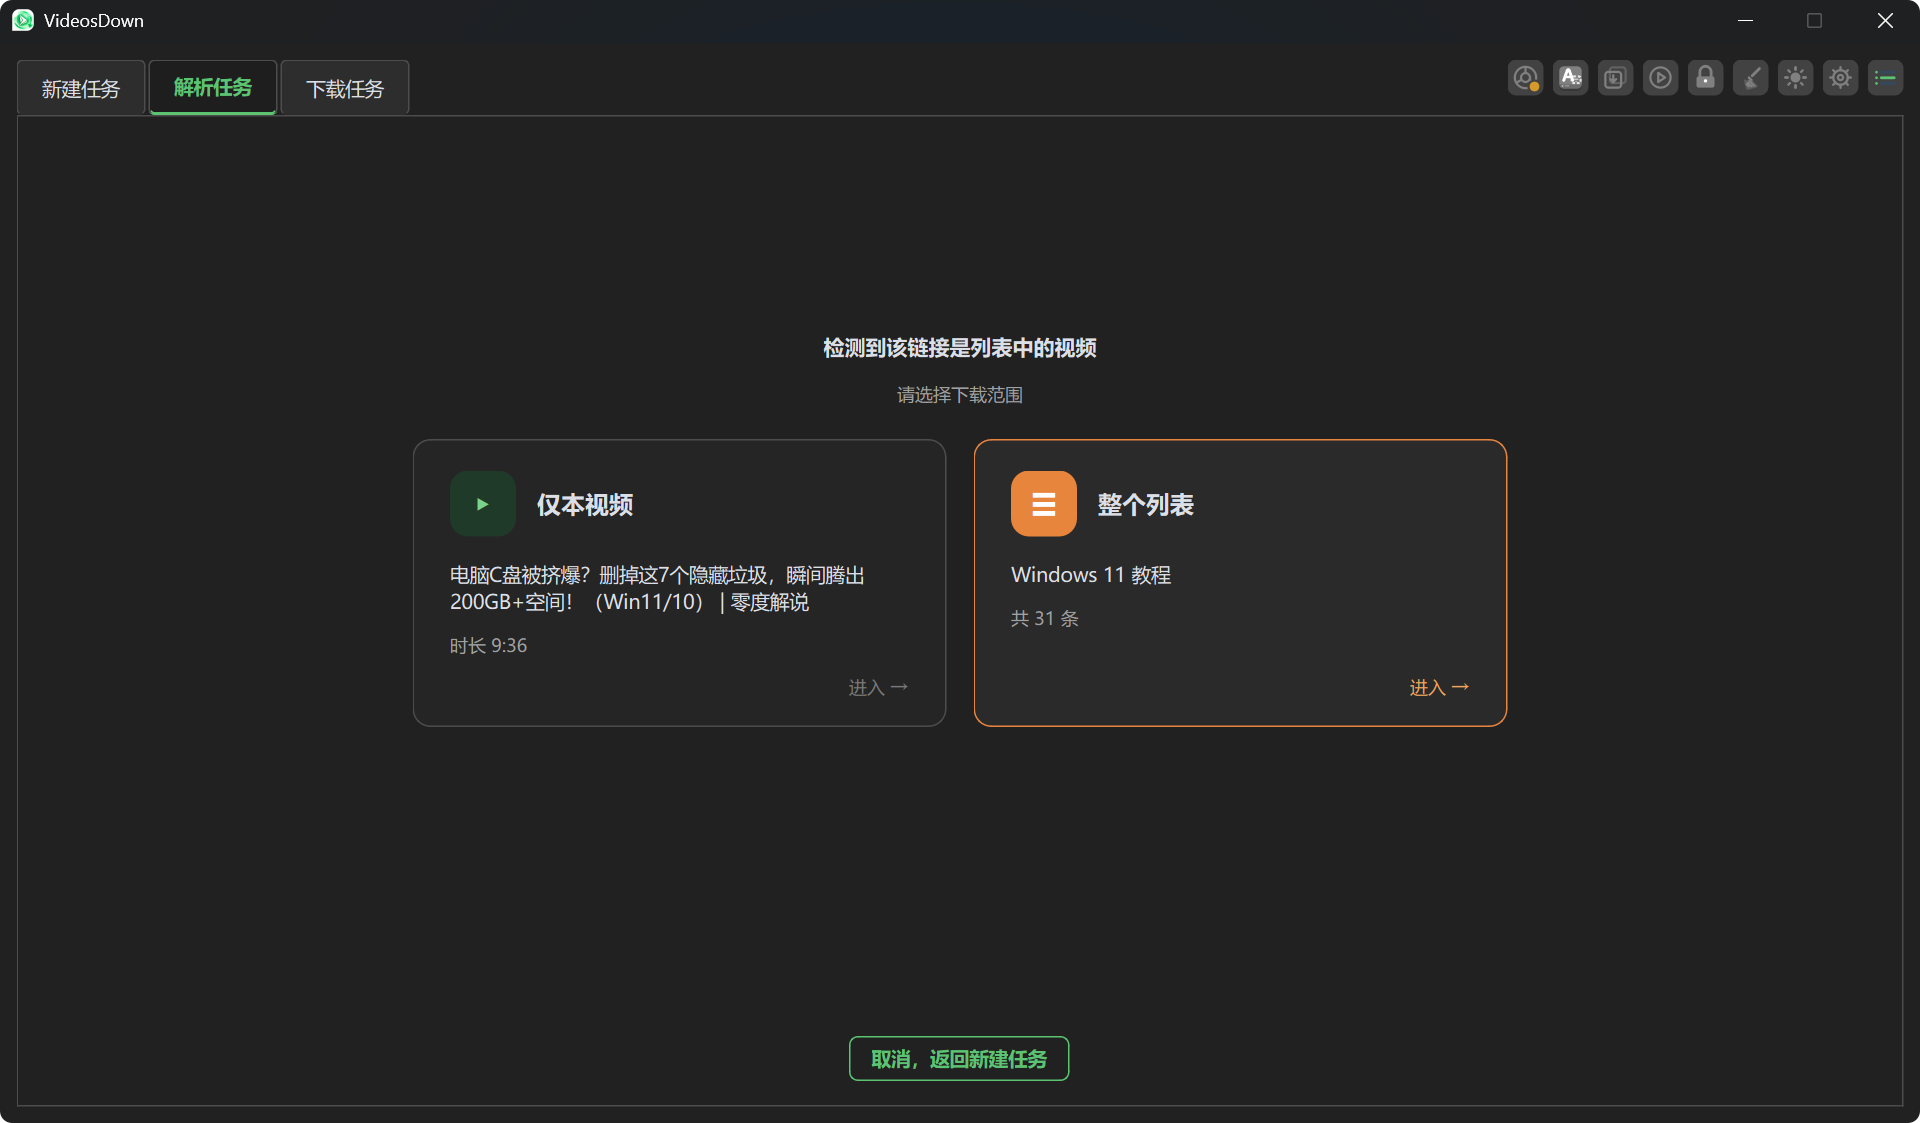 VideosDown
新建任务
解析任务
下载任务
检测到该链接是列表中的视频
请选择下载范围
仅本视频
电脑C盘被挤爆？删掉这7个隐藏垃圾，瞬间腾出
200GB+空间！（Win11/10） | 零度解说
时长 9:36
进入 →
整个列表
Windows 11 教程
共 31 条
进入 →
取消，返回新建任务